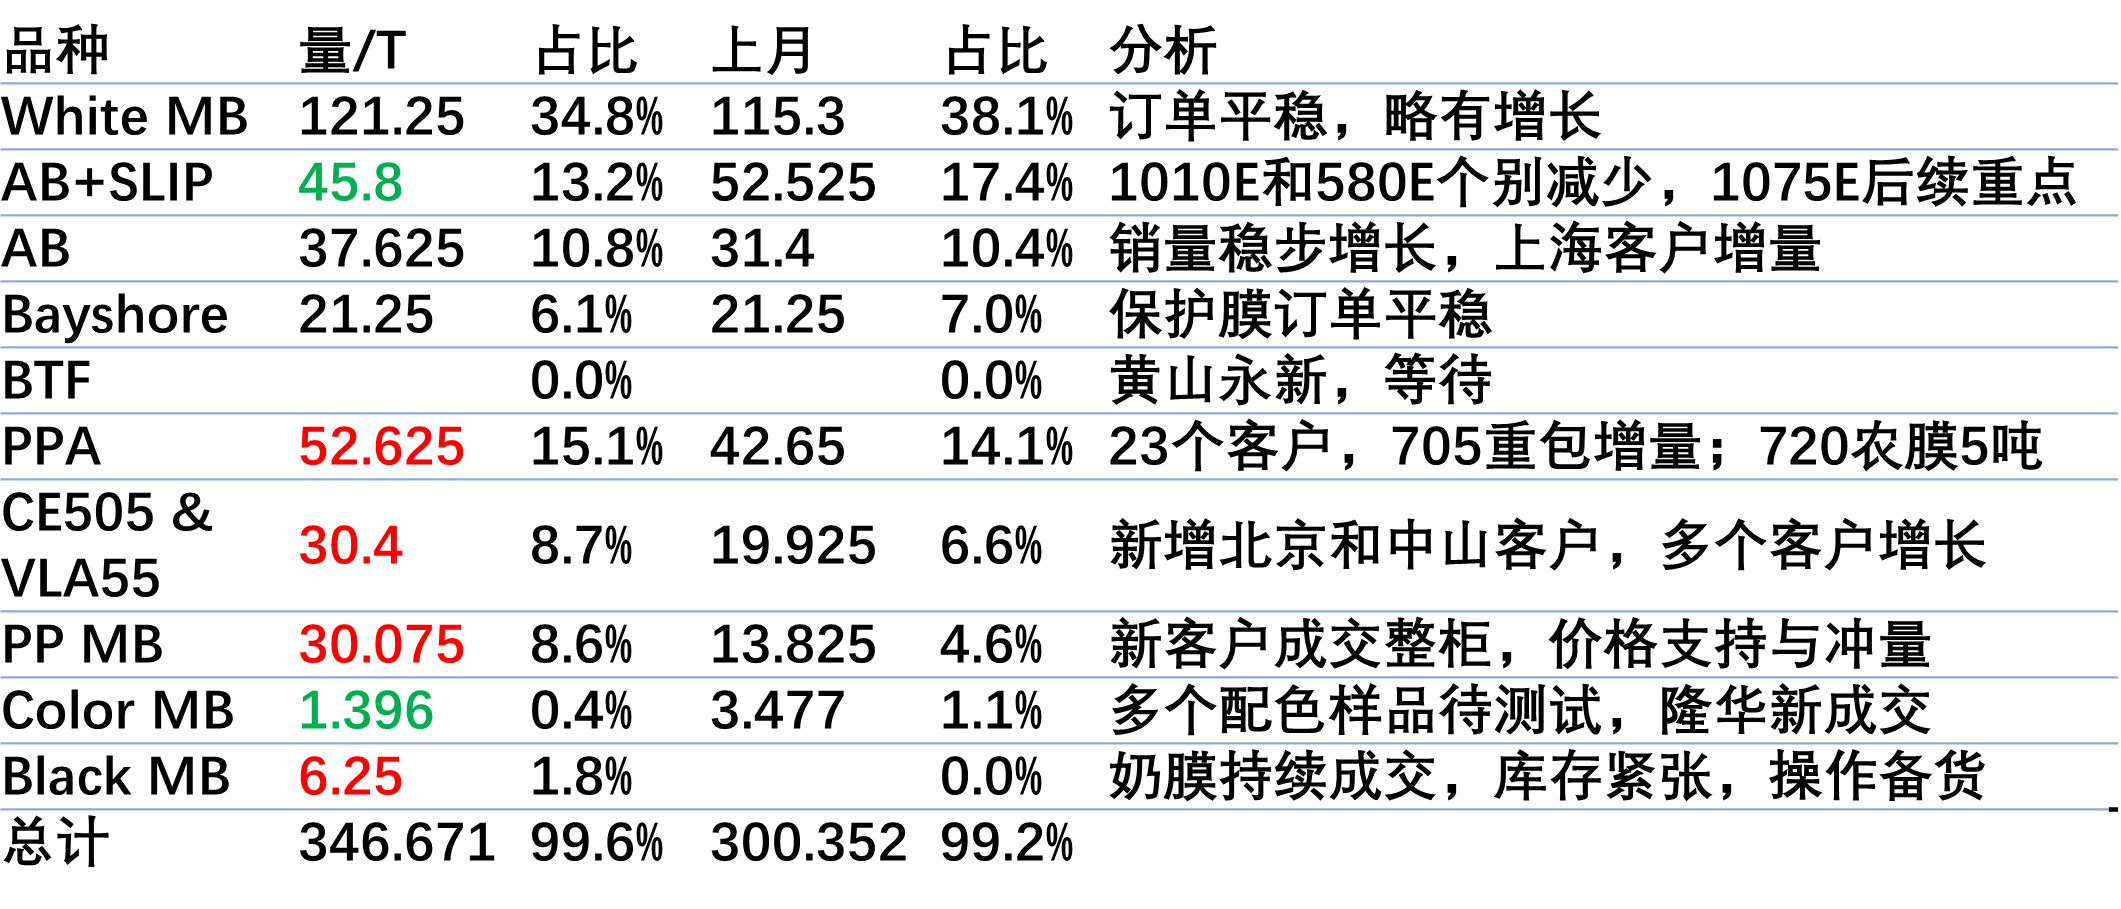 品种 量/T 占比 上月 占比 分析
White MB 121.25 34.8% 115.3 38.1% 订单平稳，略有增长
AB+SLIP 45.8 13.2% 52.525 17.4% 1010E和580E个别减少，1075E后续重点
AB 37.625 10.8% 31.4 10.4% 销量稳步增长，上海客户增量
Bayshore 21.25 6.1% 21.25 7.0% 保护膜订单平稳
BTF 0.0% 0.0% 黄山永新，等待
PPA 52.625 15.1% 42.65 14.1% 23个客户，705重包增量；720农膜5吨
CE505 &
VLA55 30.4 8.7% 19.925 6.6% 新增北京和中山客户，多个客户增长
PP MB 30.075 8.6% 13.825 4.6% 新客户成交整柜，价格支持与冲量
Color MB 1.396 0.4% 3.477 1.1% 多个配色样品待测试，隆华新成交
Black MB 6.25 1.8% 0.0% 奶膜持续成交，库存紧张，操作备货
总计 346.671 99.6% 300.352 99.2%